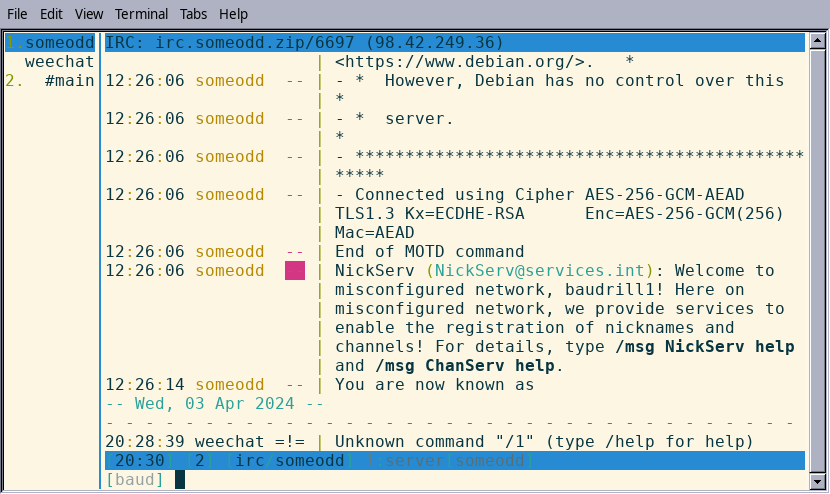 File Edit View Terminal Tabs Help
1.someodd
weechat
2. #main
IRC: irc.someodd.zip/6697 (98.42.249.36)
| <https://www.debian.org/>. *
12:26:06 someodd -- | - * However, Debian has no control over this
| *
12:26:06 someodd -- | - * server.
| *
12:26:06 someodd -- | - *********************************************
| *****
12:26:06 someodd -- | - Connected using Cipher AES-256-GCM-AEAD
| TLS1.3 Kx=ECDHE-RSA Enc=AES-256-GCM(256)
| Mac=AEAD
12:26:06 someodd -- | End of MOTD command
12:26:06 someodd -- | NickServ (NickServ@services.int): Welcome to
| misconfigured network, baudrill1! Here on
| misconfigured network, we provide services to
| enable the registration of nicknames and
| channels! For details, type /msg NickServ help
| and /msg ChanServ help.
12:26:14 someodd -- | You are now known as
-- Wed, 03 Apr 2024 --
- - - - - - - - - - - - - - - - - - - - - - - - - - - - - - - - - - -
20:28:39 weechat =!= | Unknown command "/1" (type /help for help)
[20:30] [2] [irc/someodd] 1:server[someodd]
[baud]